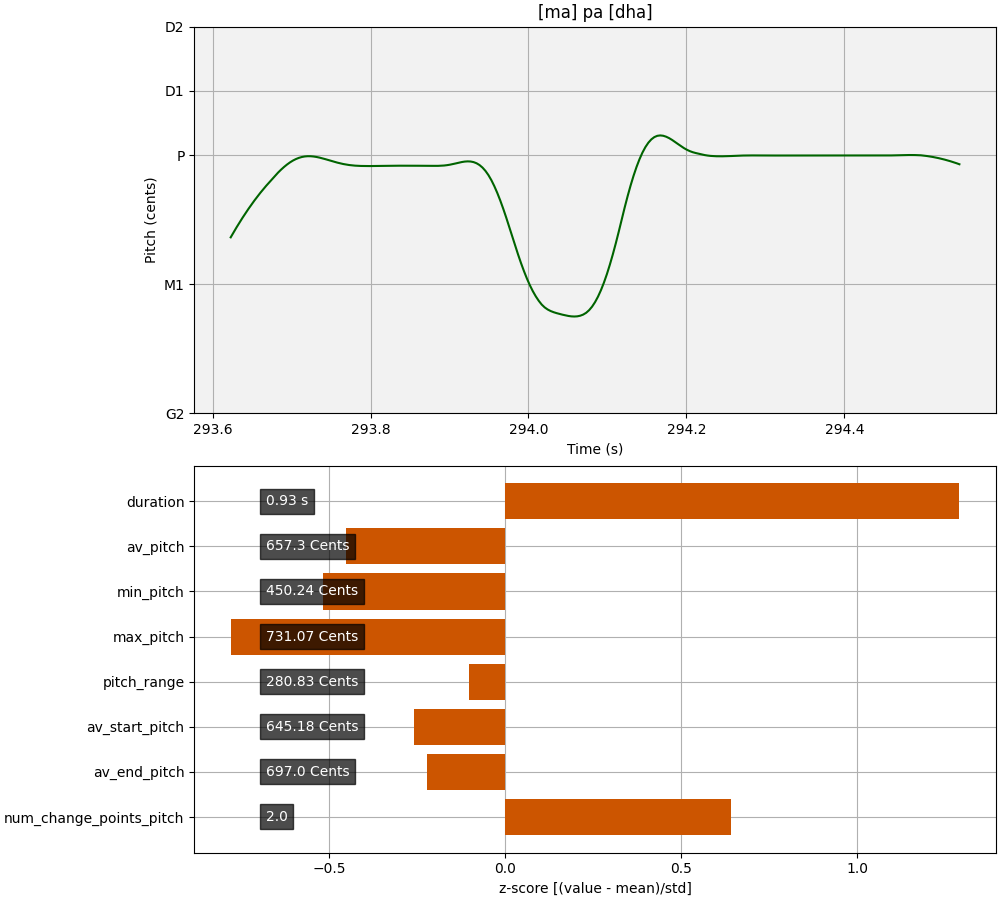 [ma] pa [dha]
D2
D1
P
M1
G2
Pitch (cents)
293.6 293.8 294.0 294.2 294.4
Time (s)
duration 0.93 s
av_pitch 657.3 Cents
min_pitch 450.24 Cents
max_pitch 731.07 Cents
pitch_range 280.83 Cents
av_start_pitch 645.18 Cents
av_end_pitch 697.0 Cents
num_change_points_pitch 2.0
−0.5 0.0 0.5 1.0
z-score [(value - mean)/std]